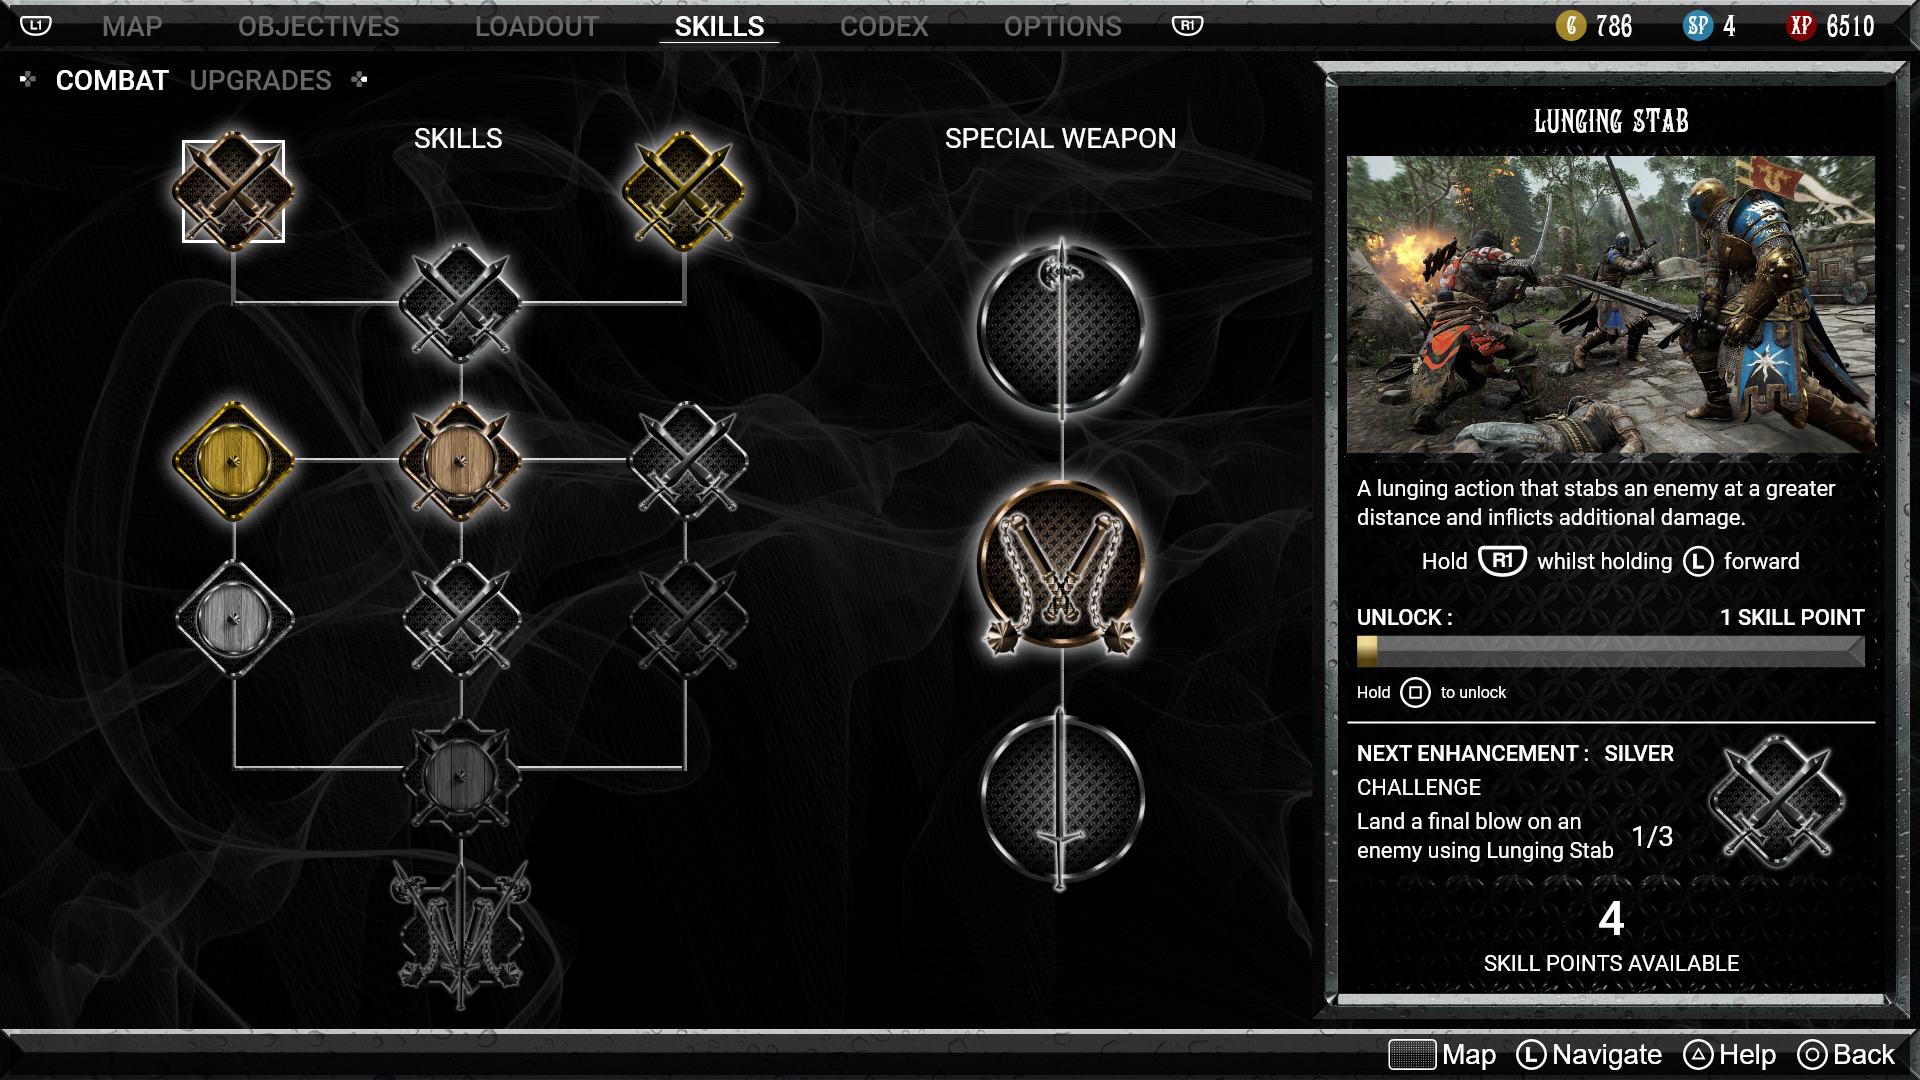 L1 MAP OBJECTIVES LOADOUT SKILLS CODEX OPTIONS R1 G 786 SP 4 XP 6510
COMBAT UPGRADES
SKILLS
SPECIAL WEAPON
LUNGING STAB
A lunging action that stabs an enemy at a greater
distance and inflicts additional damage.
Hold R1 whilst holding L forward
UNLOCK : 1 SKILL POINT
Hold to unlock
NEXT ENHANCEMENT : SILVER
CHALLENGE
Land a final blow on an
enemy using Lunging Stab 1/3
4
SKILL POINTS AVAILABLE
Map L Navigate Help Back